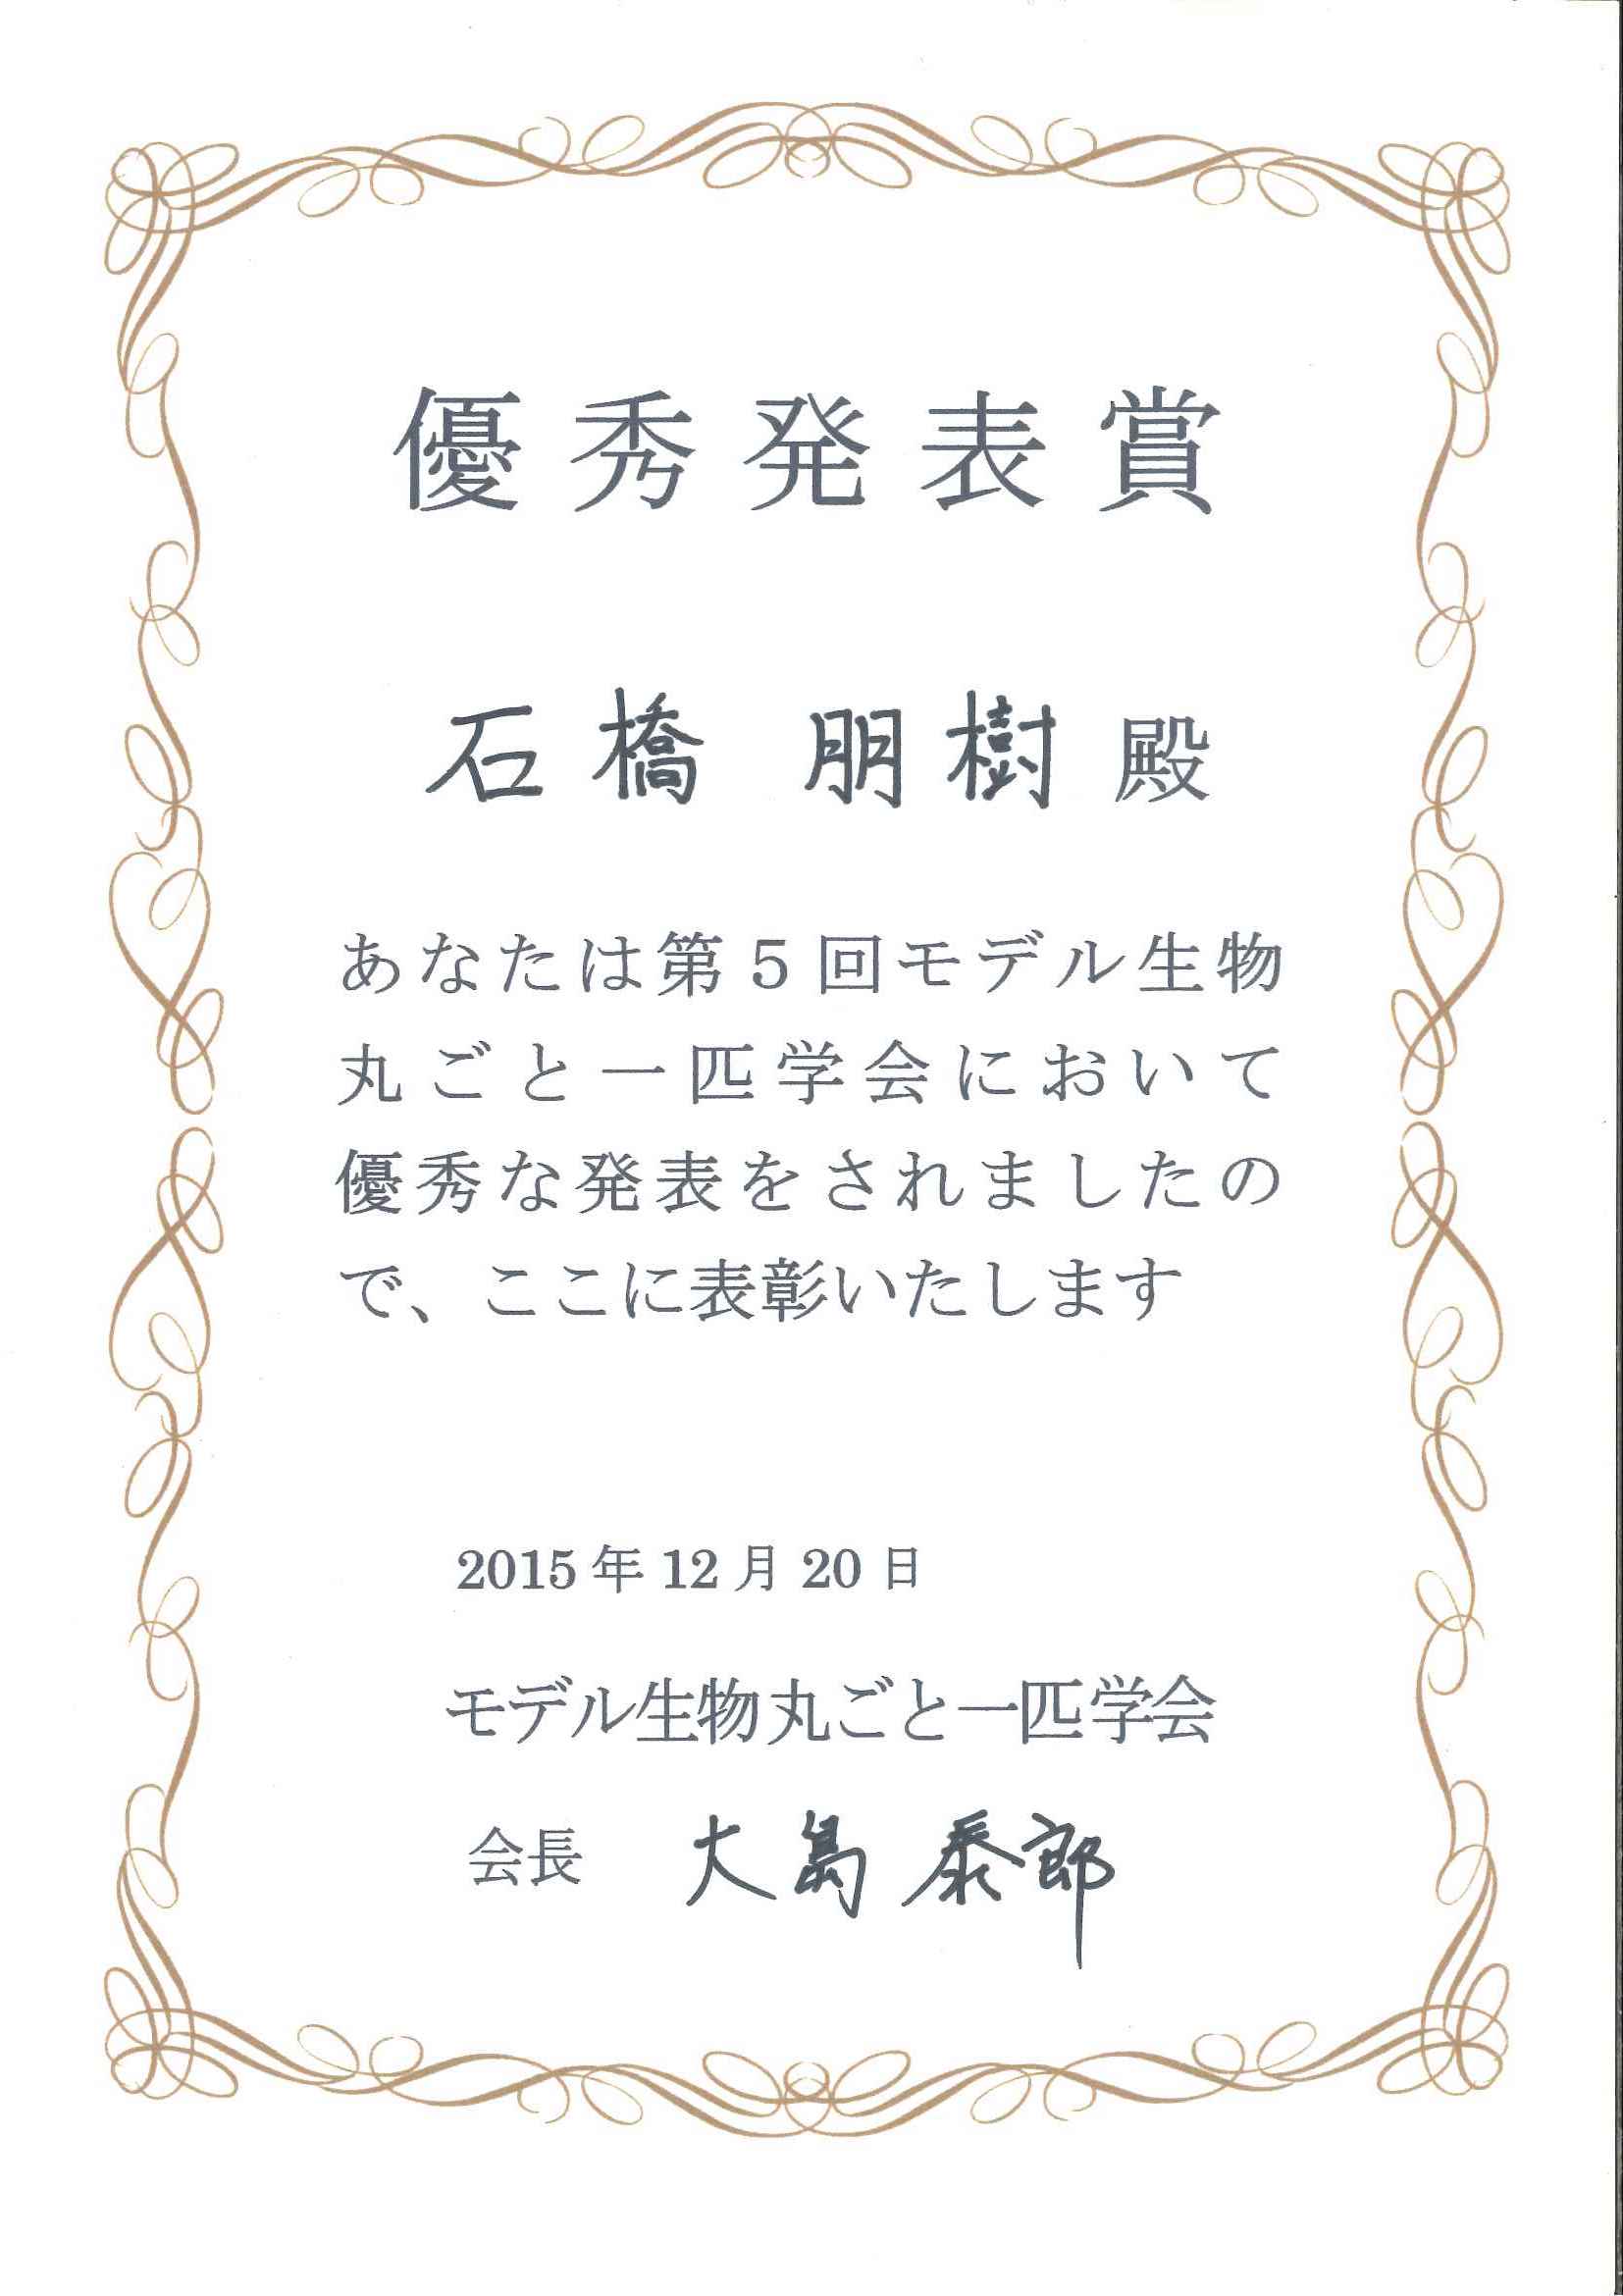 優秀発表賞
石橋 朋樹 殿
あなたは第5回モデル生物
丸ごと一匹学会において
優秀な発表をされましたの
で、ここに表彰いたします
2015年12月20日
モデル生物丸ごと一匹学会
会長 大島 泰郎